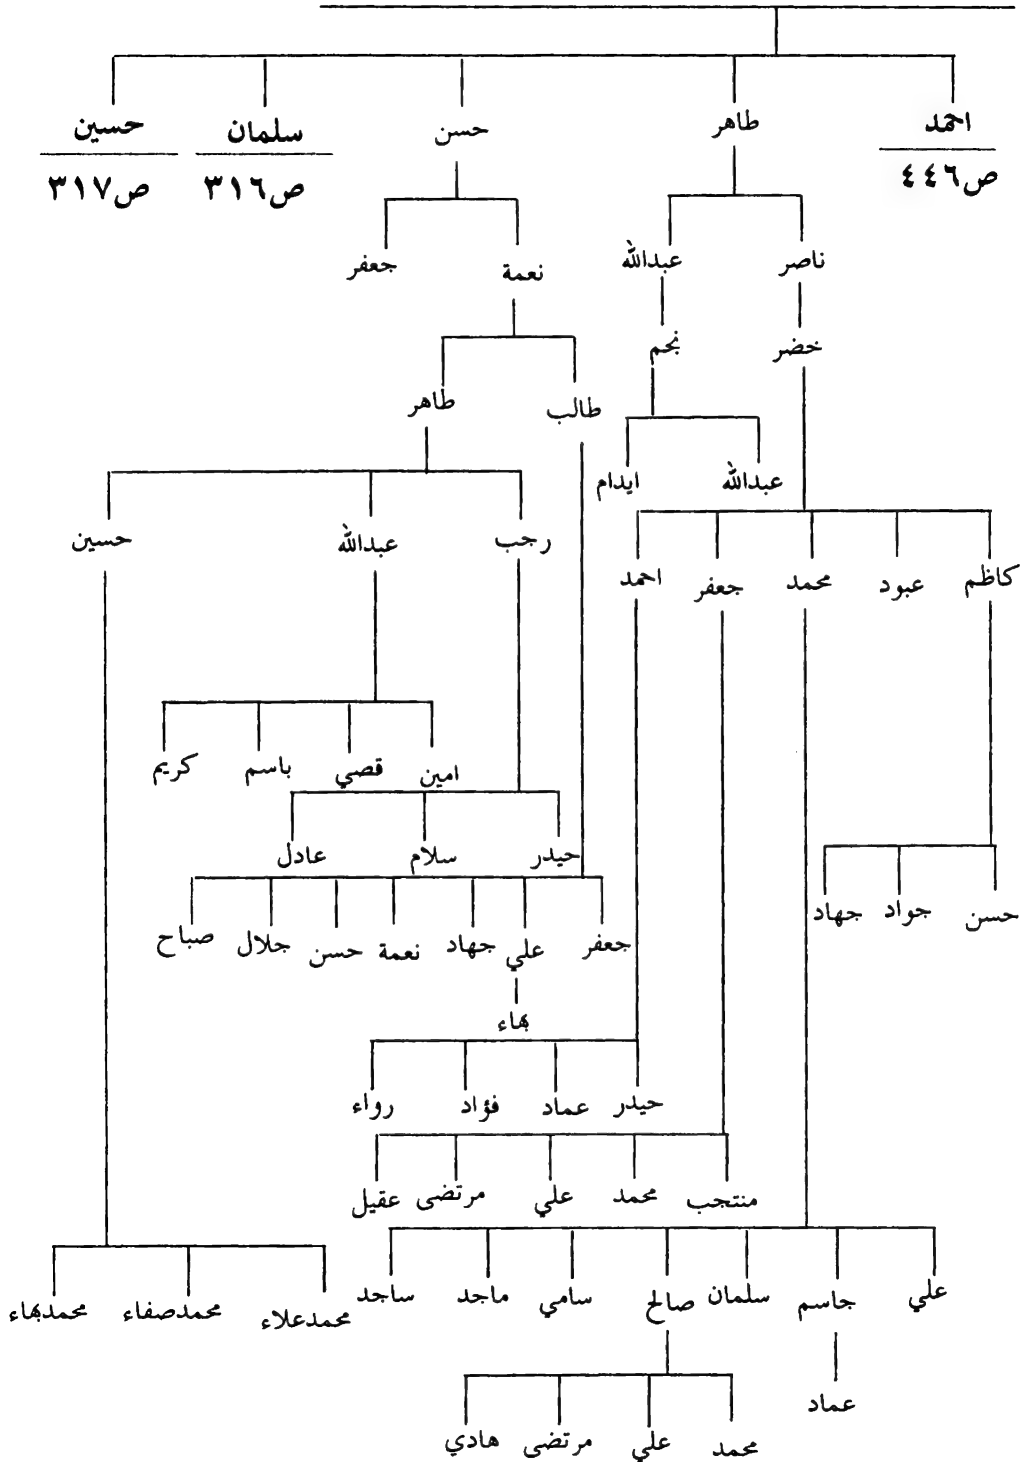 احمد طاهر حسن سلمان حسين
ص٤٤٦ ص٣١٦ ص٣١٧
ناصر عبدالله نعمة جعفر
خضر نجم
طالب طاهر
عبدالله ايدام
رجب عبدالله حسين
كاظم عبود محمد جعفر احمد
امين قصي باسم كريم
حيدر سلام عادل
حسن جواد جهاد
جعفر علي جهاد نعمة حسن جلال صباح
بهاء
حيدر عماد فؤاد رواء
منتجب محمد علي مرتضى عقيل
علي جاسم سلمان صالح سامي ماجد ساجد
محمدعلاء محمدصفاء محمدبهاء
عماد
محمد علي مرتضى هادي